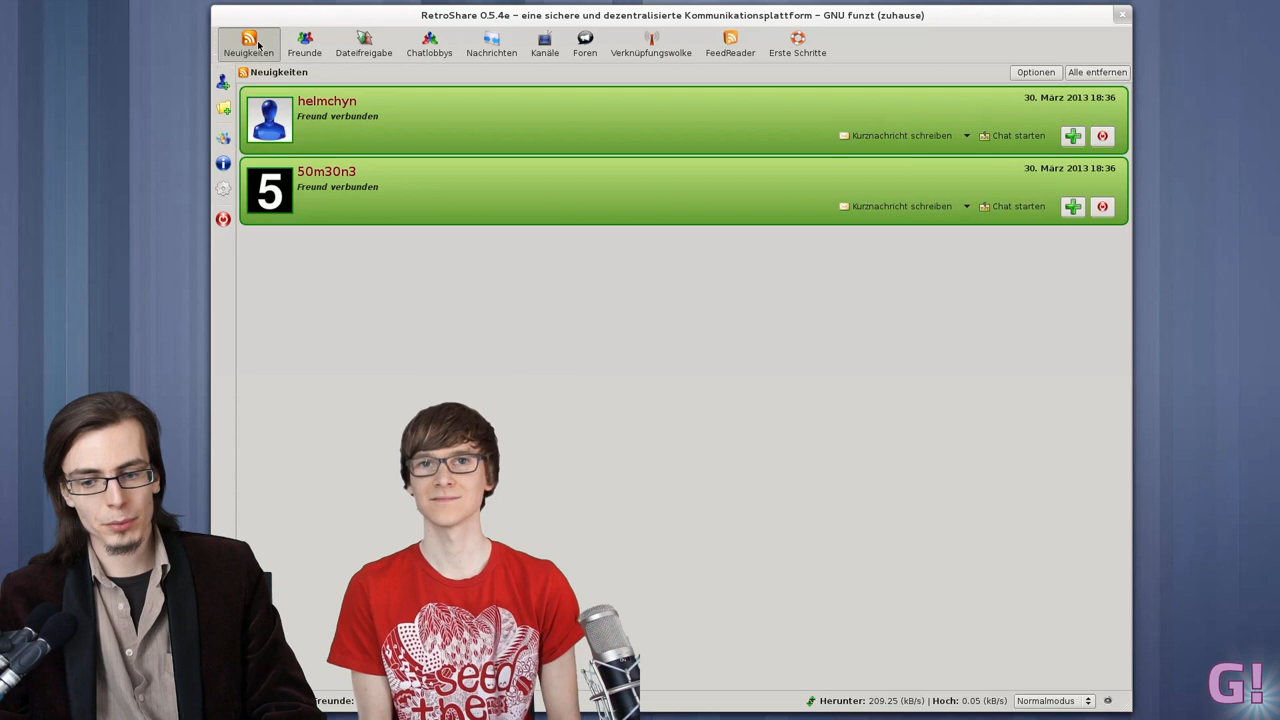 RetroShare 0.5.4e – eine sichere und dezentralisierte Kommunikationsplattform – GNU funzt (zuhause)
Neuigkeiten Freunde Dateifreigabe Chatlobbys Nachrichten Kanäle Foren Verknüpfungswolke FeedReader Erste Schritte
Neuigkeiten Optionen Alle entfernen
helmchyn 30. März 2013 18:36
Freund verbunden
Kurznachricht schreiben Chat starten
50m30n3 30. März 2013 18:36
5
Freund verbunden
Kurznachricht schreiben Chat starten
seed
the
G!
Freunde: Herunter: 209.25 (kB/s) | Hoch: 0.05 (kB/s) Normalmodus